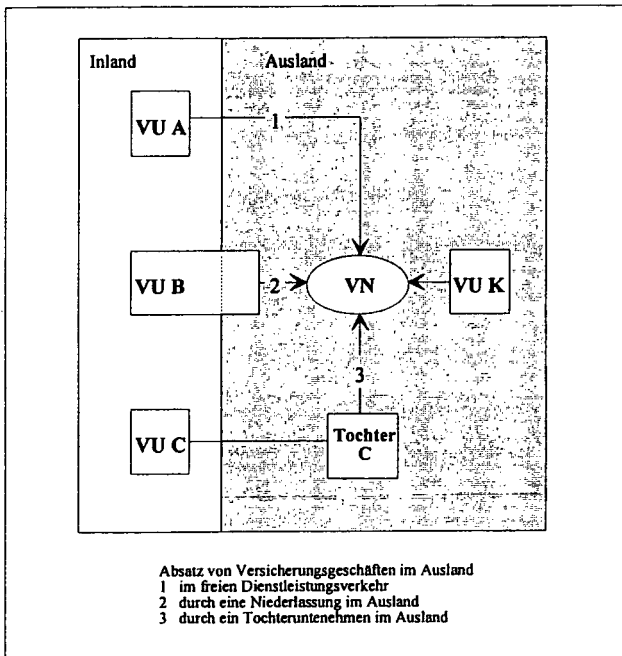 Inland Ausland
VU A
1
VU B 2 VN VU K
3
VU C Tochter
C
Absatz von Versicherungsgeschäften im Ausland
1 im freien Dienstleistungsverkehr
2 durch eine Niederlassung im Ausland
3 durch ein Tochteruntenehmen im Ausland